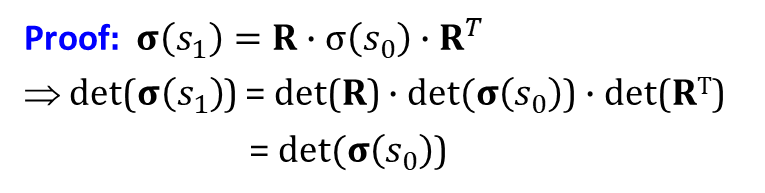 Proof: 𝛔(𝑠₁) = 𝐑 · σ(𝑠₀) · 𝐑ᵀ
⟹ det(𝛔(𝑠₁)) = det(𝐑) · det(𝛔(𝑠₀)) · det(𝐑ᵀ)
= det(𝛔(𝑠₀))